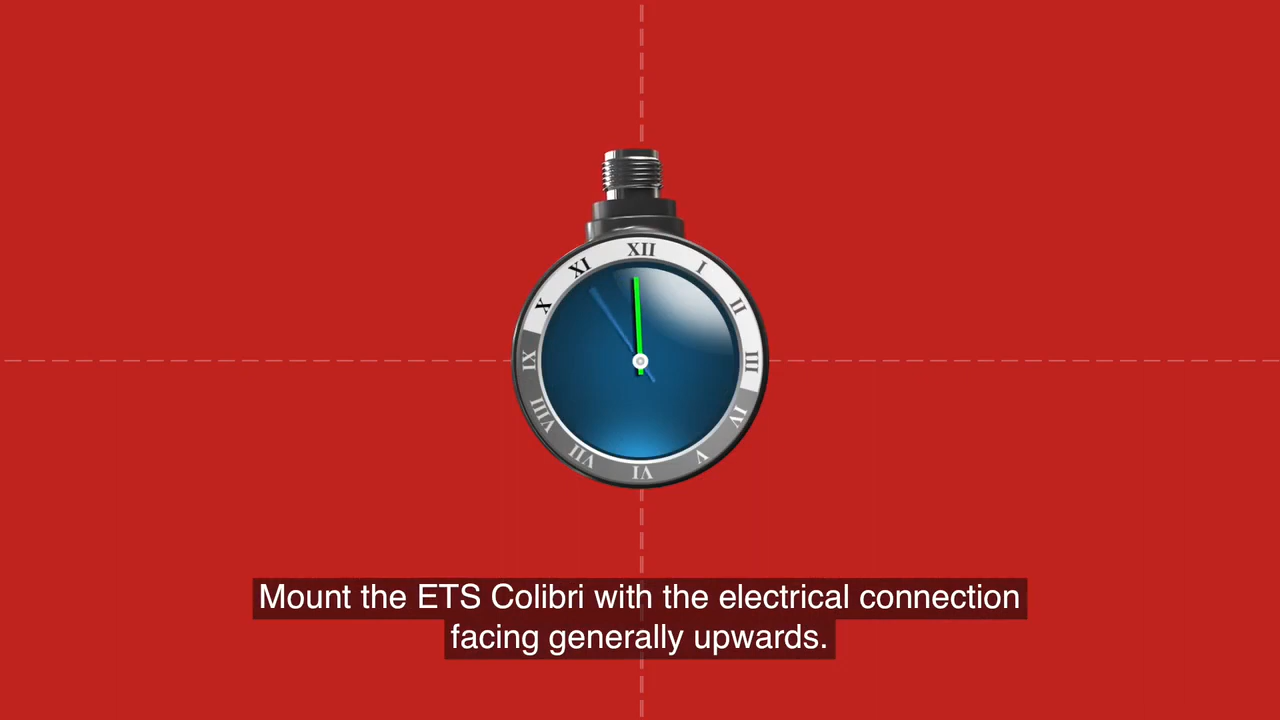 XII
I
II
III
IV
V
VI
VII
VIII
IX
X
XI
Mount the ETS Colibri with the electrical connection
facing generally upwards.